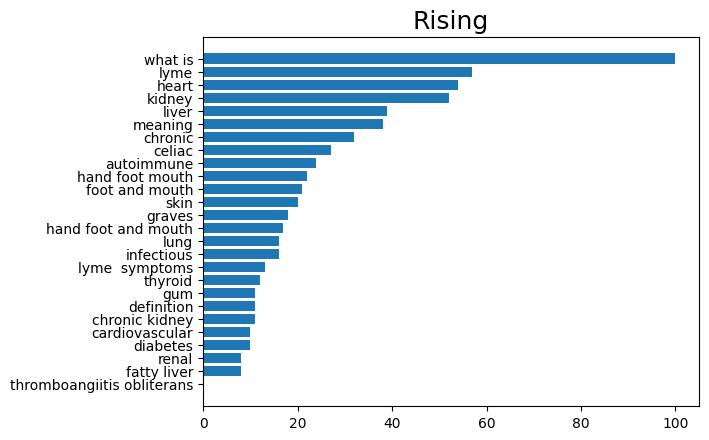 Rising
what is
lyme
heart
kidney
liver
meaning
chronic
celiac
autoimmune
hand foot mouth
foot and mouth
skin
graves
hand foot and mouth
lung
infectious
lyme  symptoms
thyroid
gum
definition
chronic kidney
cardiovascular
diabetes
renal
fatty liver
thromboangiitis obliterans
0 20 40 60 80 100